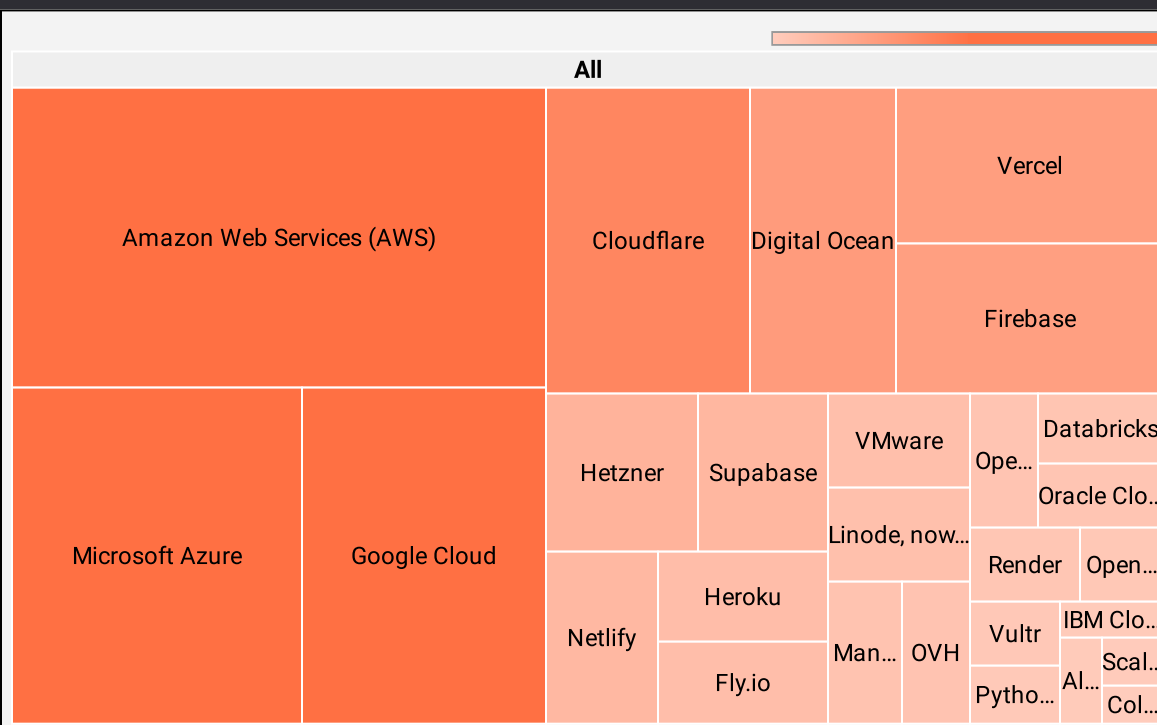 All
Amazon Web Services (AWS)
Cloudflare
Digital Ocean
Vercel
Firebase
Microsoft Azure
Google Cloud
Hetzner
Supabase
VMware
Ope...
Databricks
Oracle Clo...
Linode, now...
Netlify
Heroku
Fly.io
Man...
OVH
Render
Open...
Vultr
IBM Clo...
Pytho...
Al...
Scal...
Col...